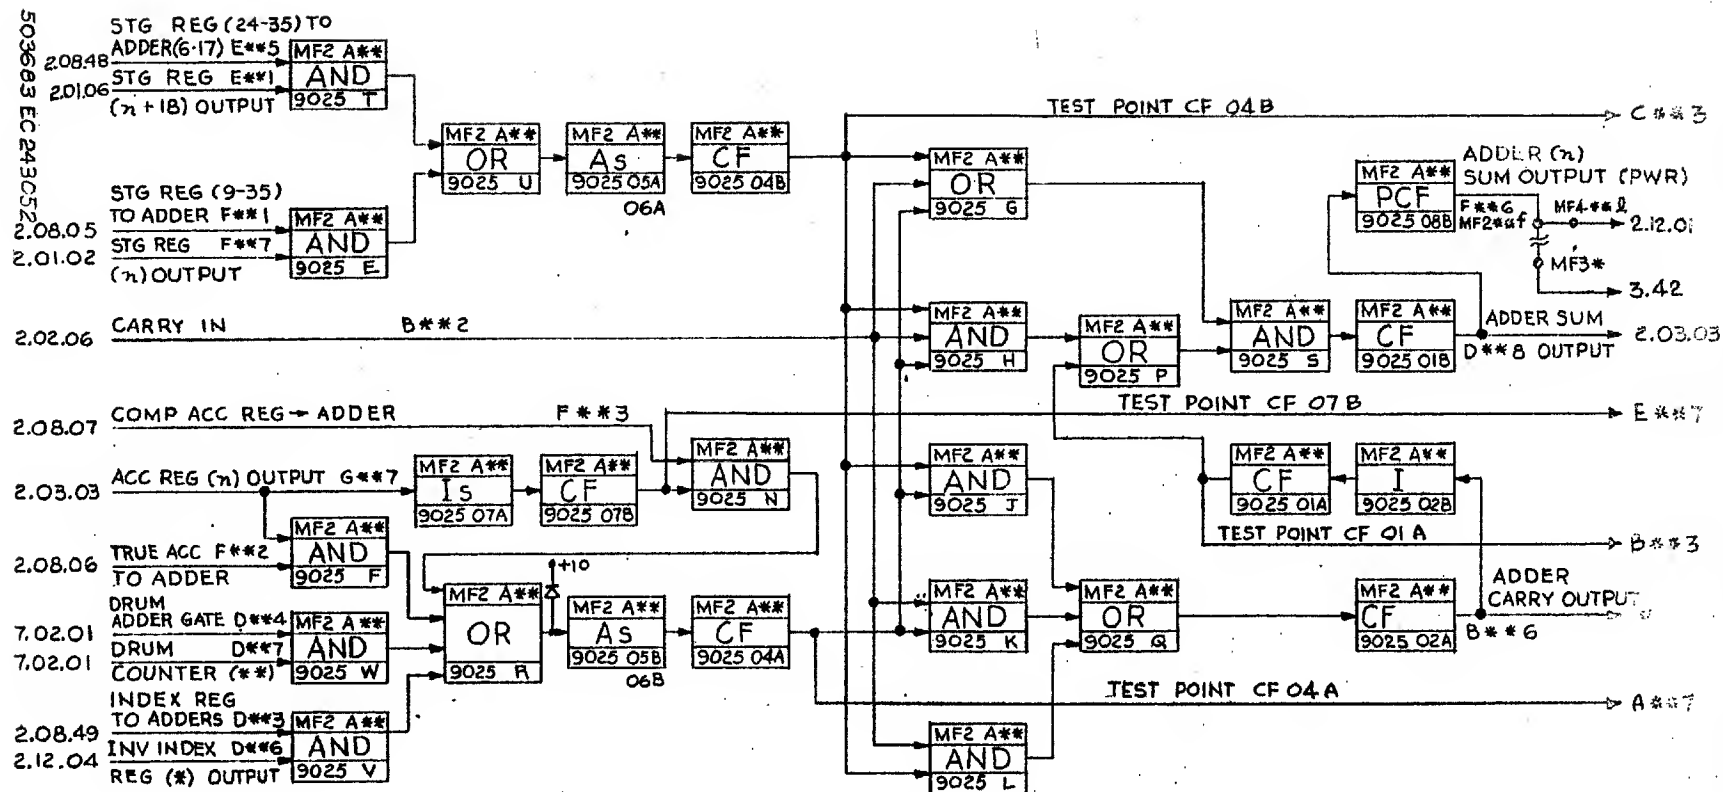 503683 EC 243052
STG REG (24-35) TO
ADDER(6-17) E**5
2.08.48
STG REG E**1
2.01.06
(n+18) OUTPUT
MF2 A**
AND
9025 T
STG REG (9-35)
TO ADDER F**1
2.08.05
STG REG F**7
2.01.02
(n) OUTPUT
MF2 A**
AND
9025 E
MF2 A**
OR
9025 U
MF2 A**
As
9025 05A
06A
MF2 A**
CF
9025 04B
TEST POINT CF 04B
C**3
MF2 A**
OR
9025 G
MF2 A**
PCF
9025 08B
ADDER (n)
SUM OUTPUT (PWR)
F**6
MF2*af
MF4**l
2.12.01
MF3*
3.42
2.02.06
CARRY IN B**2
MF2 A**
AND
9025 H
MF2 A**
OR
9025 P
MF2 A**
AND
9025 S
MF2 A**
CF
9025 01B
ADDER SUM
2.03.03
D**8 OUTPUT
2.08.07
COMP ACC REG → ADDER F**3
TEST POINT CF 07B
E**7
2.03.03
ACC REG (n) OUTPUT G**7
MF2 A**
Is
9025 07A
MF2 A**
CF
9025 07B
MF2 A**
AND
9025 N
MF2 A**
AND
9025 J
MF2 A**
CF
9025 01A
MF2 A**
I
9025 02B
TEST POINT CF 01A
B**3
2.08.06
TRUE ACC F**2
TO ADDER
MF2 A**
AND
9025 F
DRUM
ADDER GATE D**4
7.02.01
DRUM D**7
7.02.01
COUNTER (**)
MF2 A**
AND
9025 W
MF2 A**
OR
9025 R
+10
MF2 A**
As
9025 05B
06B
MF2 A**
CF
9025 04A
MF2 A**
AND
9025 K
MF2 A**
OR
9025 Q
MF2 A**
CF
9025 02A
ADDER
CARRY OUTPUT
B**6
TEST POINT CF 04A
A**7
INDEX REG
TO ADDERS D**3
2.08.49
INV INDEX D**6
2.12.04
REG (*) OUTPUT
MF2 A**
AND
9025 V
MF2 A**
AND
9025 L